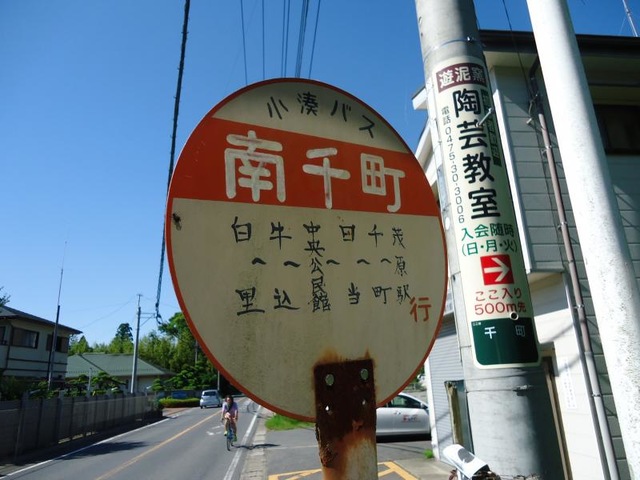 小湊バス
南千町
白里〜牛込〜中央公民館〜日当〜千町〜茂原駅行
遊泥窯
陶芸教室
電話0475-30-3006
入会随時
(日・月・火)
ここ入り
500m先
千町